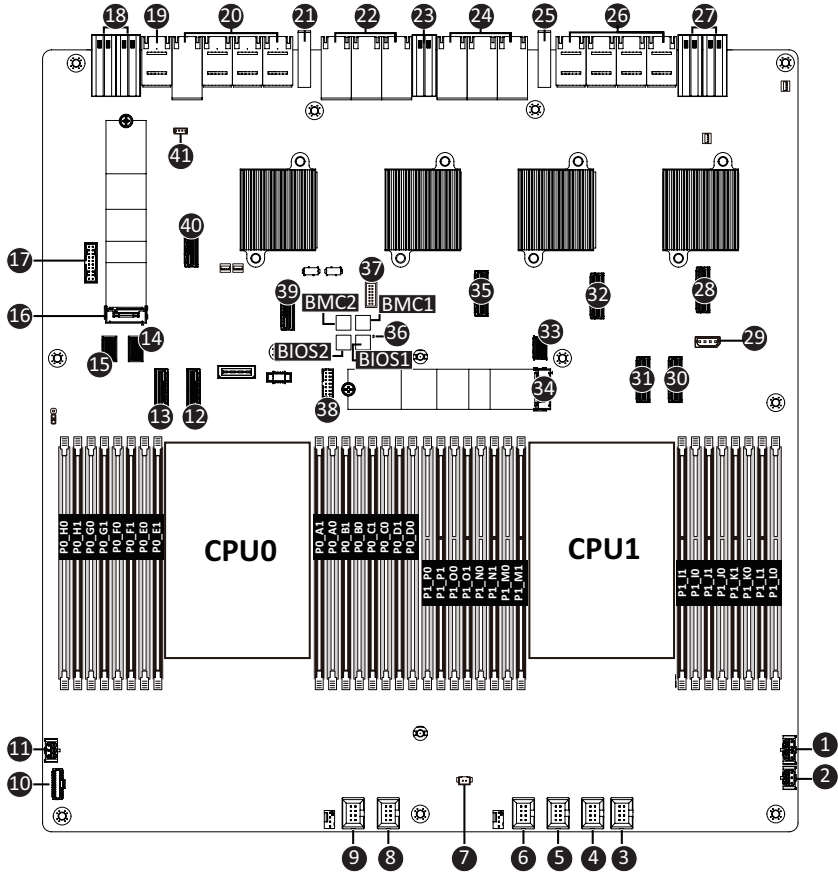 18 19 20 21 22 23 24 25 26 27
41
40
17
37
39 BMC2 BMC1 35 32 28
16
36
14 BIOS2 BIOS1 33 29
15
13 12 38 34 31 30
P0_H0 P0_H1 P0_G0 P0_G1 P0_F0 P0_F1 P0_E0 P0_E1
CPU0
P0_A1 P0_A0 P0_B1 P0_B0 P0_C1 P0_C0 P0_D1 P0_D0
P1_P0 P1_P1 P1_O0 P1_O1 P1_N0 P1_N1 P1_M0 P1_M1
CPU1
P1_I1 P1_I0 P1_J1 P1_J0 P1_K1 P1_K0 P1_L1 P1_L0
11 1
10 2
9 8 7 6 5 4 3